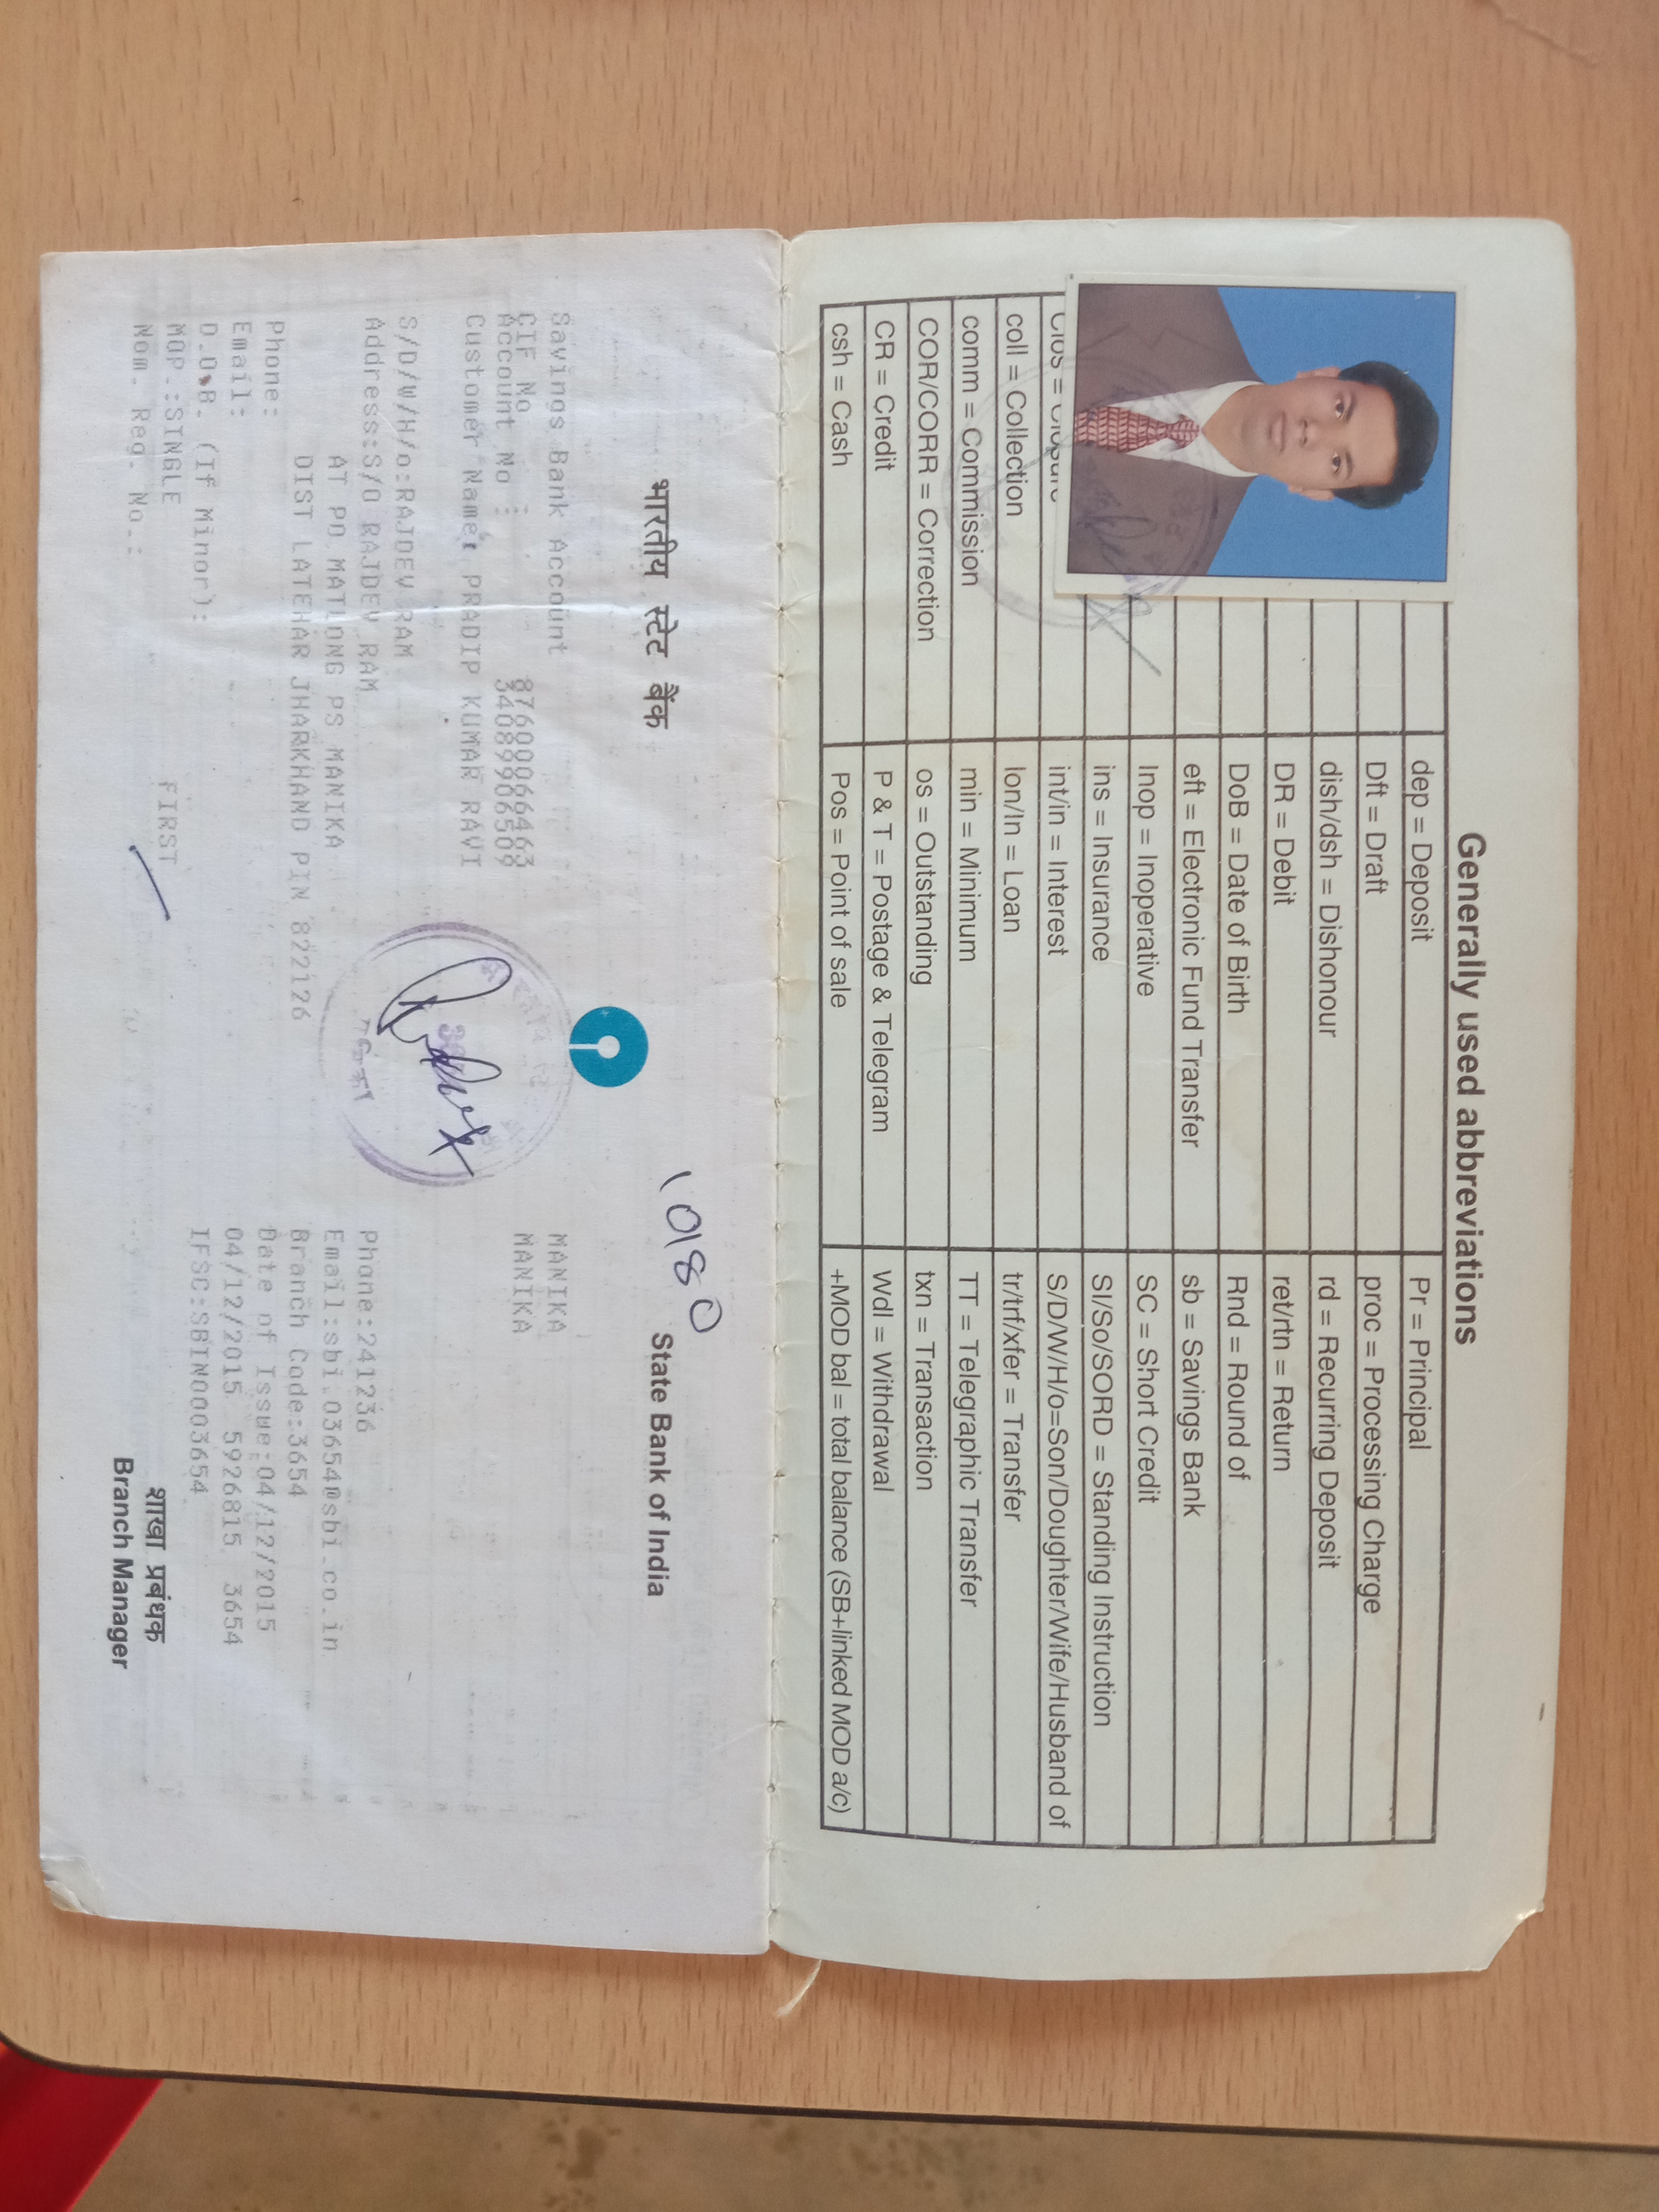 Generally used abbreviations
dep = Deposit
Pr = Principal
Dft = Draft
proc = Processing Charge
dish/dsh = Dishonour
rd = Recurring Deposit
DR = Debit
ret/rtn = Return
DoB = Date of Birth
Rnd = Round of
eft = Electronic Fund Transfer
sb = Savings Bank
Inop = Inoperative
SC = Short Credit
ins = Insurance
SI/So/SORD = Standing Instruction
int/in = Interest
S/D/W/H/o=Son/Doughter/Wife/Husband of
coll = Collection
lon/ln = Loan
tr/trf/xfer = Transfer
comm = Commission
min = Minimum
TT = Telegraphic Transfer
COR/CORR = Correction
os = Outstanding
txn = Transaction
CR = Credit
P & T = Postage & Telegram
Wdl = Withdrawal
csh = Cash
Pos = Point of sale
+MOD bal = total balance (SB+linked MOD a/c)
10180
भारतीय स्टेट बैंक
State Bank of India
Savings Bank Account
MANIKA
CIF No : 87600066463
MANIKA
Account No : 34089906509
Customer Name: PRADIP KUMAR RAVI
S/D/W/H/o:RAJDEV RAM
Address:S/O RAJDEV RAM
Phone:241236
AT PO MATLONG PS MANIKA
Email:sbi.03654@sbi.co.in
DIST LATEHAR JHARKHAND PIN 822126
Branch Code:3654
Phone:
Date of Issue:04/12/2015
Email:
04/12/2015 5926815 3654
D.O.B. (If Minor):
IFSC:SBIN0003654
MOP.:SINGLE
FIRST
Nom. Reg. No.:
शाखा प्रबंधक
Branch Manager